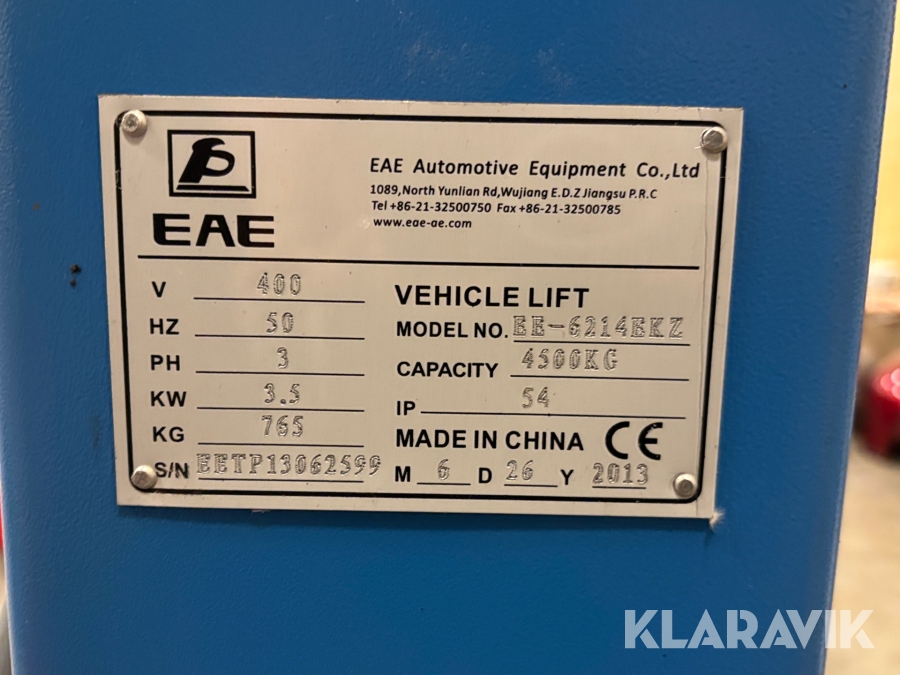 EAE Automotive Equipment Co.,Ltd
1089,North Yunlian Rd,Wujiang E.D.Z Jiangsu P.R.C
Tel +86-21-32500750 Fax +86-21-32500785
www.eae-ae.com
EAE
V 400
HZ 50
PH 3
KW 3.5
KG 765
S/N EETP13062599
VEHICLE LIFT
MODEL NO. EE-6214EKZ
CAPACITY 4500KG
IP 54
MADE IN CHINA CE
M 6 D 26 Y 2013
KLARAVIK